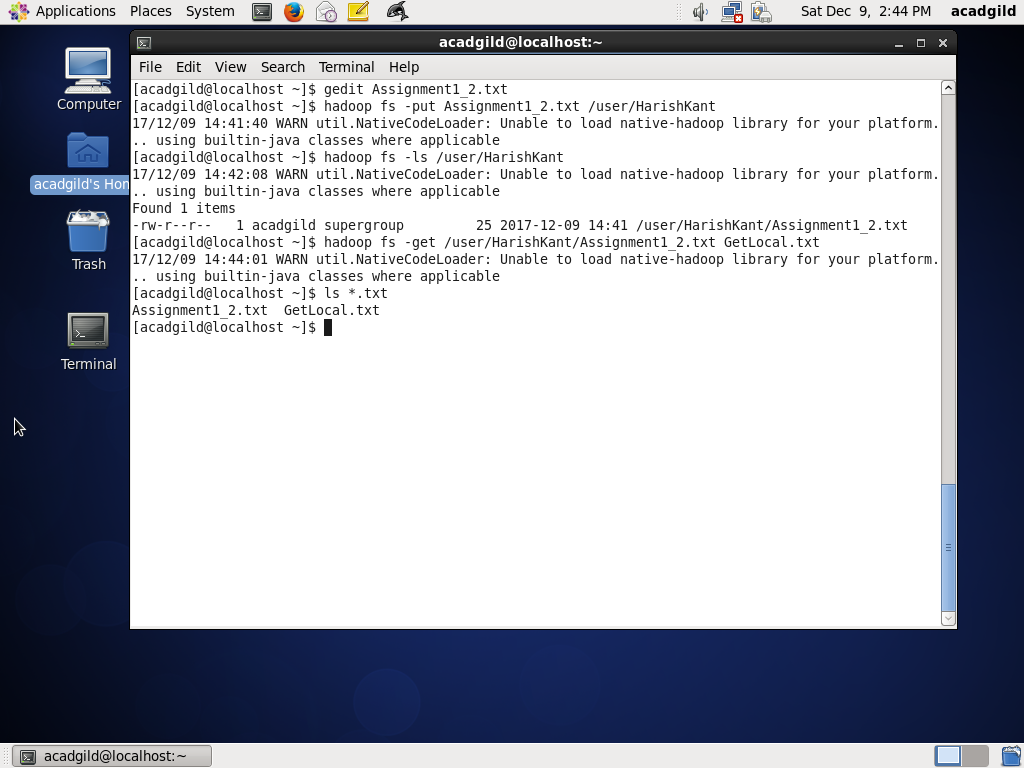 Applications Places System Sat Dec 9, 2:44 PM acadgild
acadgild@localhost:~
File Edit View Search Terminal Help
[acadgild@localhost ~]$ gedit Assignment1_2.txt
[acadgild@localhost ~]$ hadoop fs -put Assignment1_2.txt /user/HarishKant
17/12/09 14:41:40 WARN util.NativeCodeLoader: Unable to load native-hadoop library for your platform.
.. using builtin-java classes where applicable
[acadgild@localhost ~]$ hadoop fs -ls /user/HarishKant
17/12/09 14:42:08 WARN util.NativeCodeLoader: Unable to load native-hadoop library for your platform.
.. using builtin-java classes where applicable
Found 1 items
-rw-r--r--   1 acadgild supergroup         25 2017-12-09 14:41 /user/HarishKant/Assignment1_2.txt
[acadgild@localhost ~]$ hadoop fs -get /user/HarishKant/Assignment1_2.txt GetLocal.txt
17/12/09 14:44:01 WARN util.NativeCodeLoader: Unable to load native-hadoop library for your platform.
.. using builtin-java classes where applicable
[acadgild@localhost ~]$ ls *.txt
Assignment1_2.txt  GetLocal.txt
[acadgild@localhost ~]$
Computer
acadgild's Hon
Trash
Terminal
acadgild@localhost:~